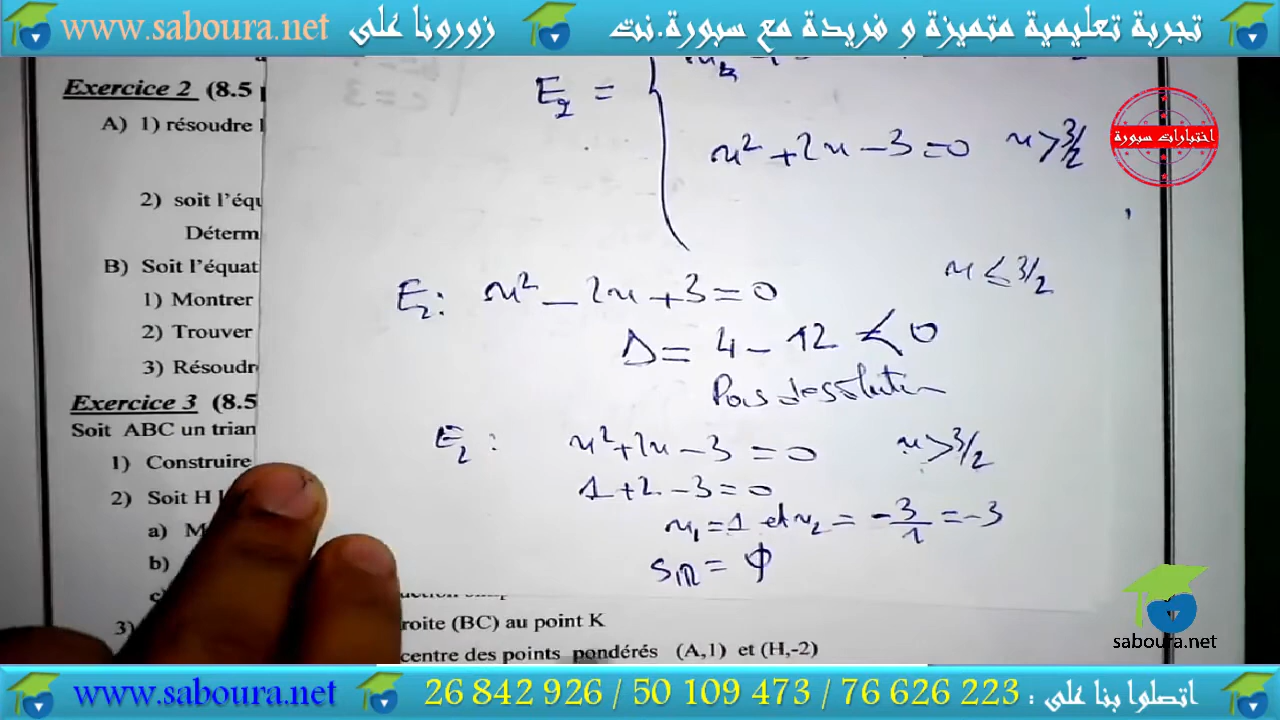 www.saboura.net زورونا على تجربة تعليمية متميزة و فريدة مع سبورة.نت
Exercice 2 (8.5
A) 1) résoudre
2) soit l'équ
Déterm
B) Soit l'équat
1) Montrer
2) Trouver
3) Résoudr
Exercice 3 (8.5
Soit ABC un trian
1) Construire
2) Soit H
a) M
b)
3)
roite (BC) au point K
centre des points pondérés (A,1) et (H,-2)
E₂ =
x² + 2x - 3 = 0 x > 3/2
E₂ : x² - 2x + 3 = 0 x ≤ 3/2
Δ = 4 - 12 < 0
Pas de solution
E₂ : x² + 2x - 3 = 0 x > 3/2
1 + 2 - 3 = 0
x₁ = 1 et x₂ = -3/1 = -3
Sℝ = φ
اختبارات سبورة
saboura.net
www.saboura.net 26 842 926 / 50 109 473 / 76 626 223 : اتصلوا بنا على